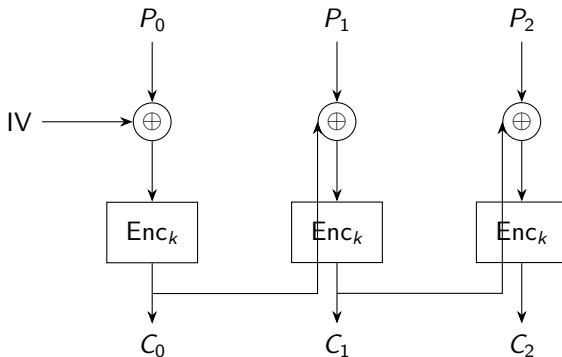 P₀ P₁ P₂
IV ⊕ ⊕ ⊕
Encₖ Encₖ Encₖ
C₀ C₁ C₂